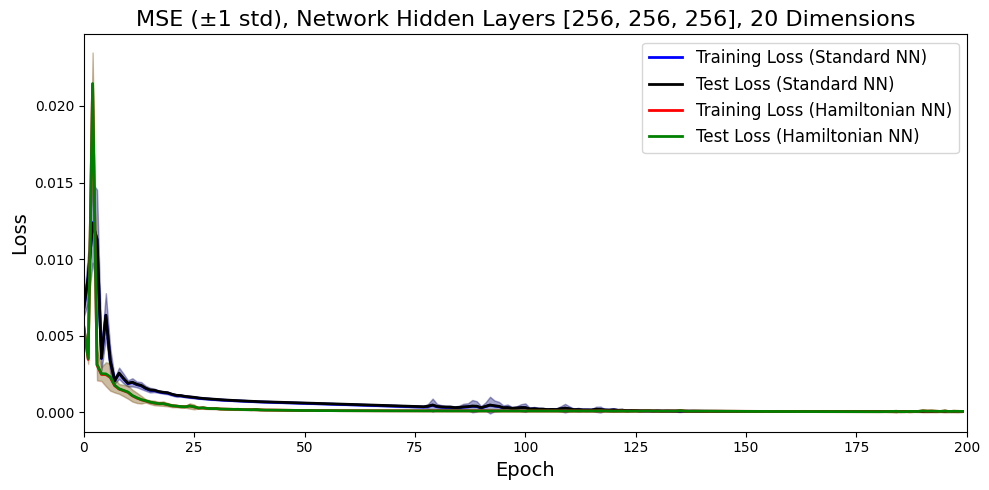 MSE (±1 std), Network Hidden Layers [256, 256, 256], 20 Dimensions
Training Loss (Standard NN)
Test Loss (Standard NN)
Training Loss (Hamiltonian NN)
Test Loss (Hamiltonian NN)
Loss
0.020
0.015
0.010
0.005
0.000
0 25 50 75 100 125 150 175 200
Epoch